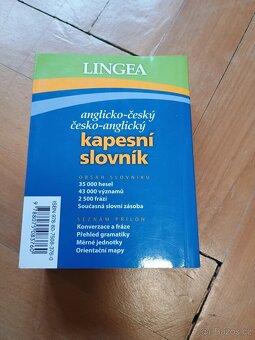 LINGEA
anglicko-český
česko-anglický
kapesní
slovník
OBSAH SLOVNÍKU
35 000 hesel
43 000 významů
2 500 frází
Současná slovní zásoba
SEZNAM PŘÍLOH
Konverzace a fráze
Přehled gramatiky
Měrné jednotky
Orientační mapy